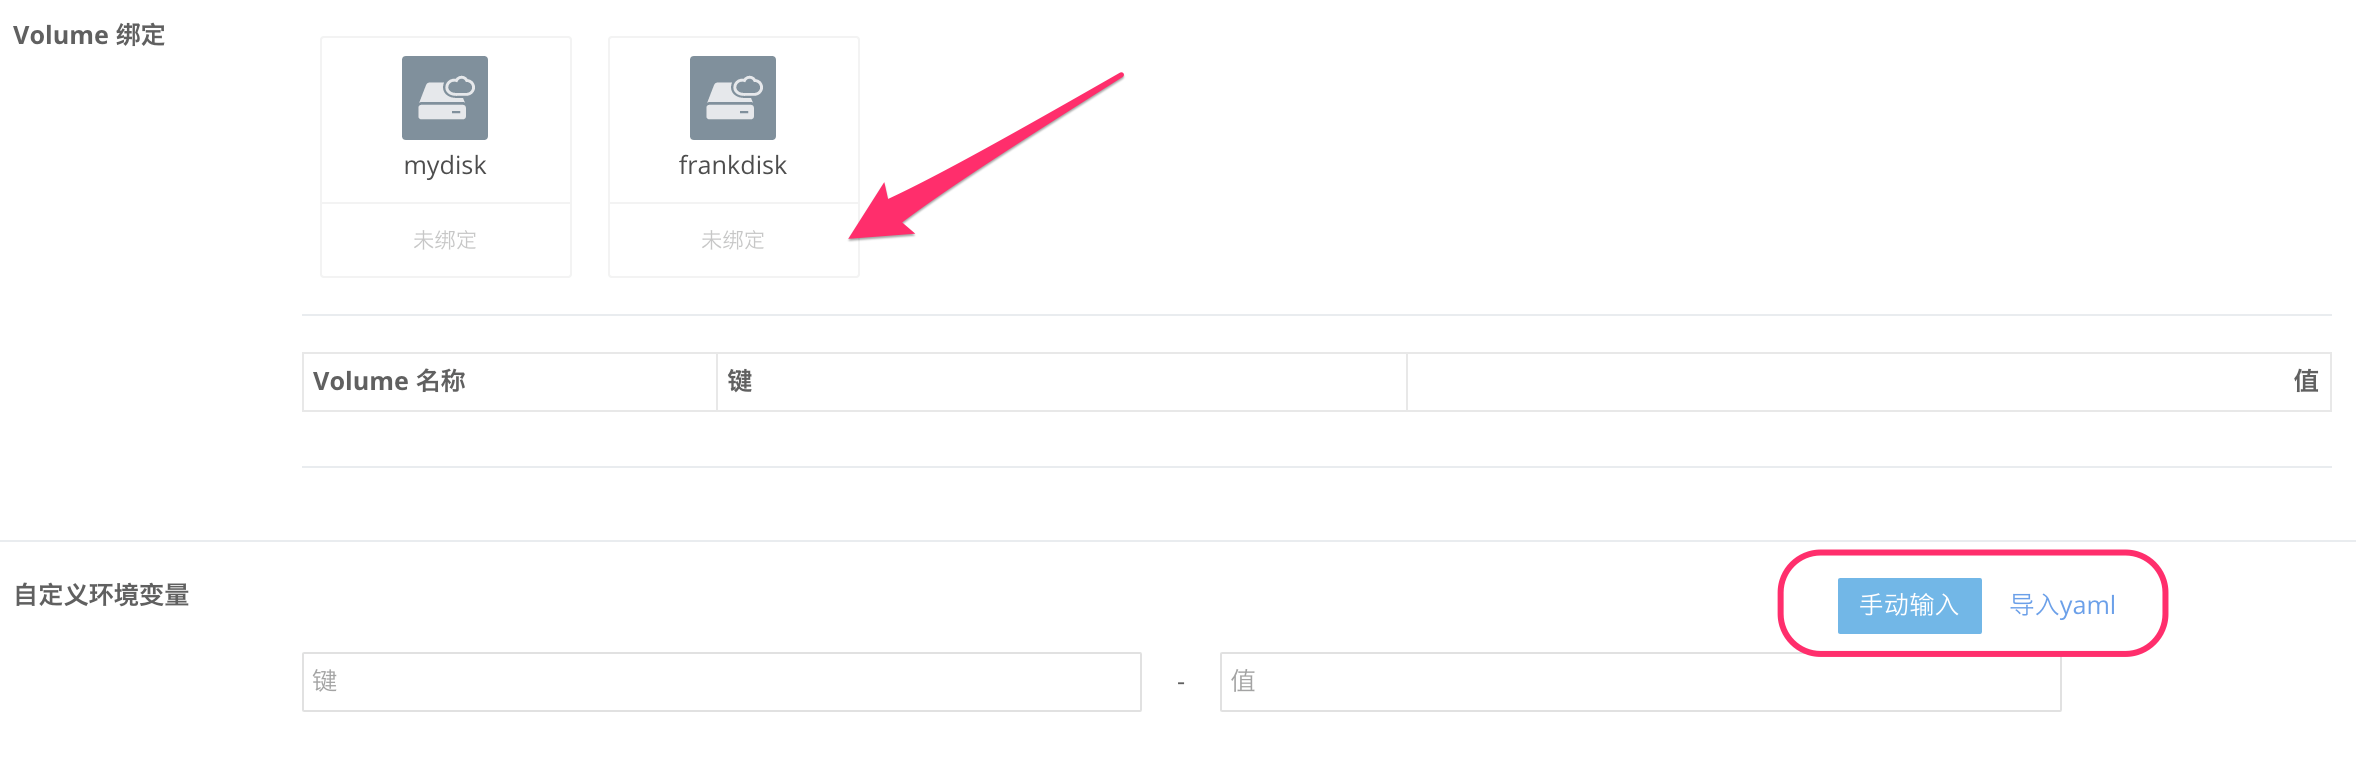 Volume 绑定
mydisk
frankdisk
未绑定
未绑定
Volume 名称
键
值
自定义环境变量
手动输入
导入yaml
键
-
值